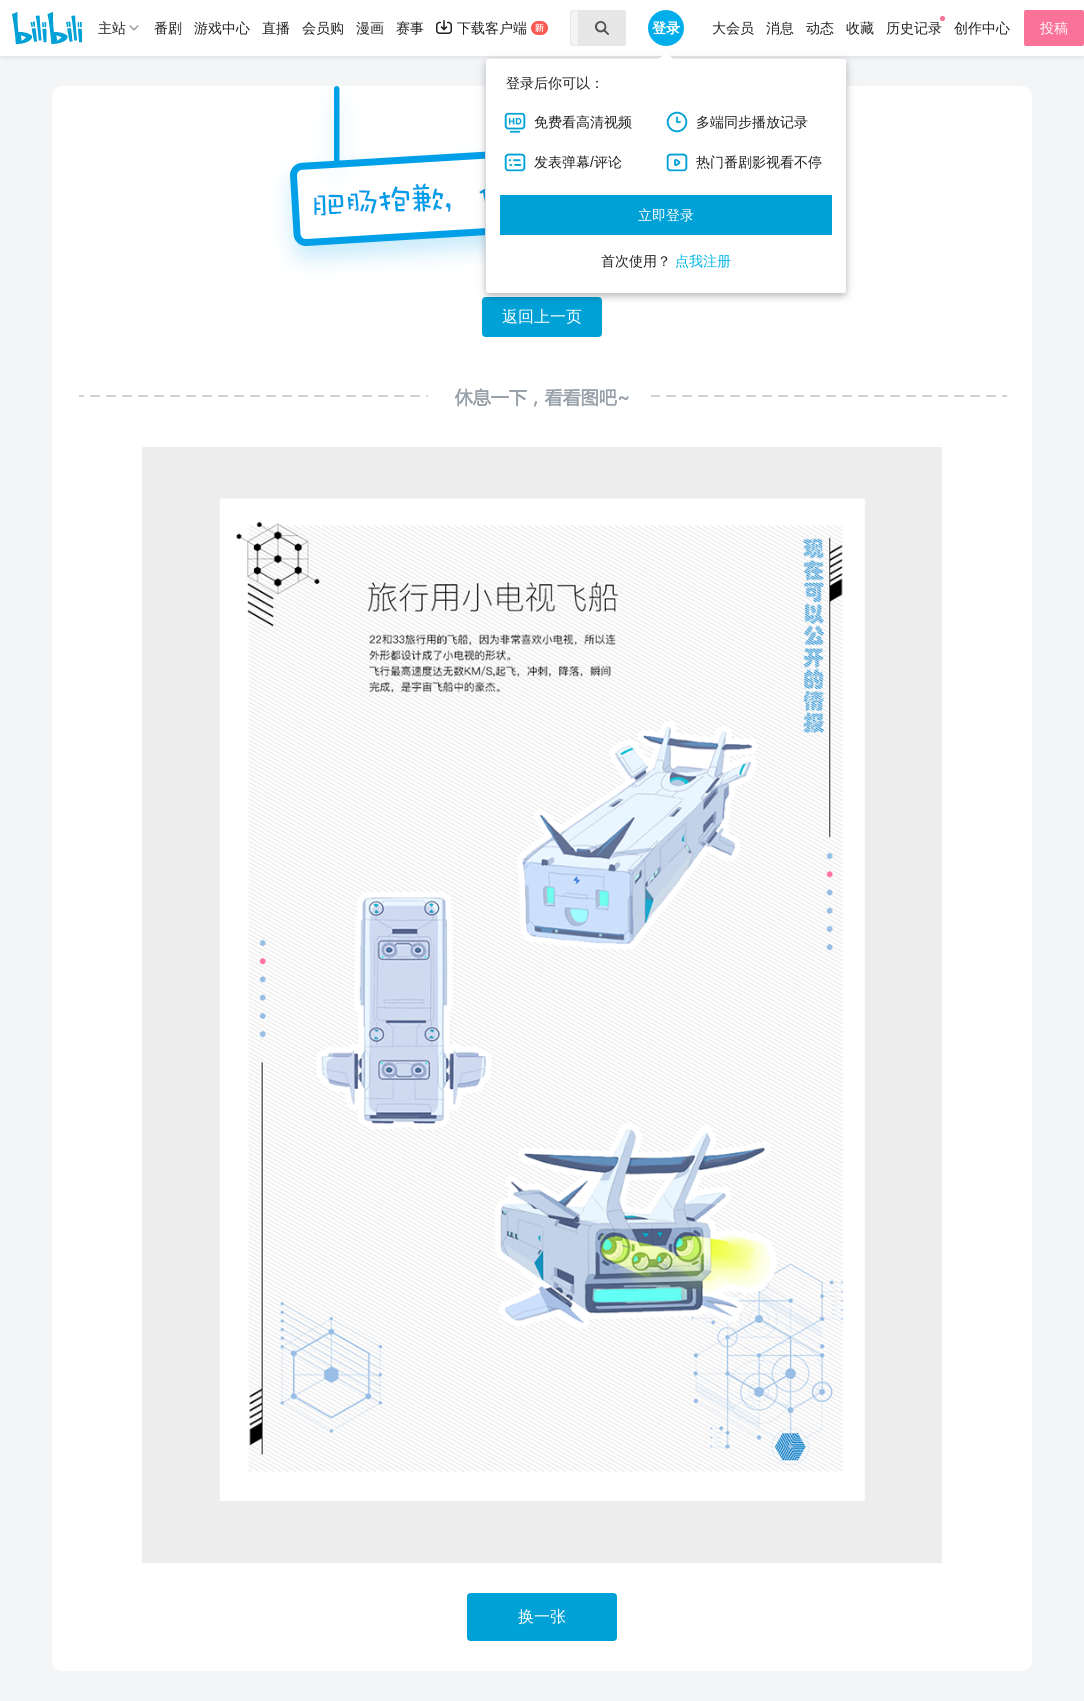 bilibili
主站 番剧 游戏中心 直播 会员购 漫画 赛事 下载客户端 新 登录 大会员 消息 动态 收藏 历史记录 创作中心 投稿
登录后你可以：
HD 免费看高清视频 多端同步播放记录
发表弹幕/评论 热门番剧影视看不停
立即登录
首次使用？ 点我注册
肥肠抱歉，
返回上一页
休息一下，看看图吧~
现在可以公开的情报
旅行用小电视飞船
22和33旅行用的飞船，因为非常喜欢小电视，所以连
外形都设计成了小电视的形状。
飞行最高速度达无数KM/S,起飞，冲刺，降落，瞬间
完成，是宇宙飞船中的豪杰。
换一张